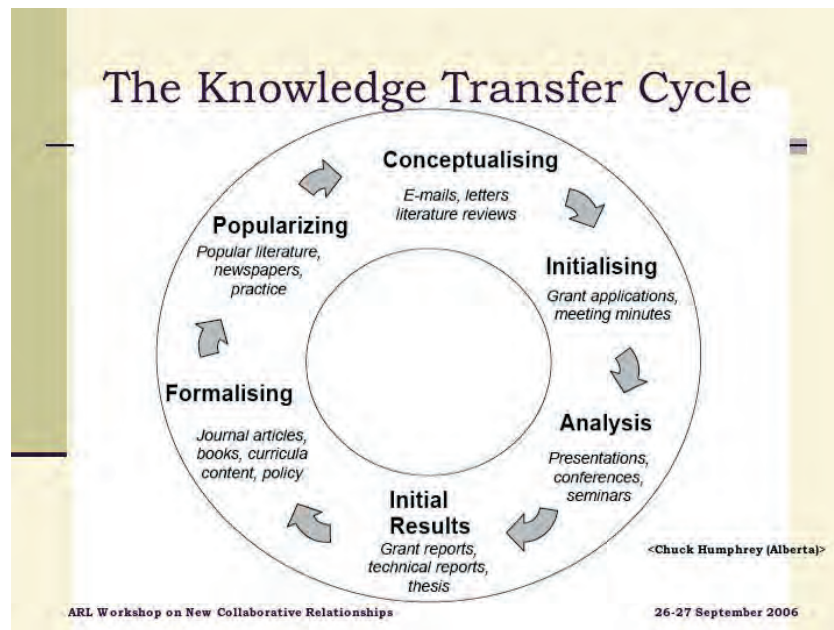 The Knowledge Transfer Cycle
Conceptualising
E-mails, letters
literature reviews
Initialising
Grant applications,
meeting minutes
Analysis
Presentations,
conferences,
seminars
Initial
Results
Grant reports,
technical reports,
thesis
Formalising
Journal articles,
books, curricula
content, policy
Popularizing
Popular literature,
newspapers,
practice
<Chuck Humphrey (Alberta)>
ARL Workshop on New Collaborative Relationships
26-27 September 2006